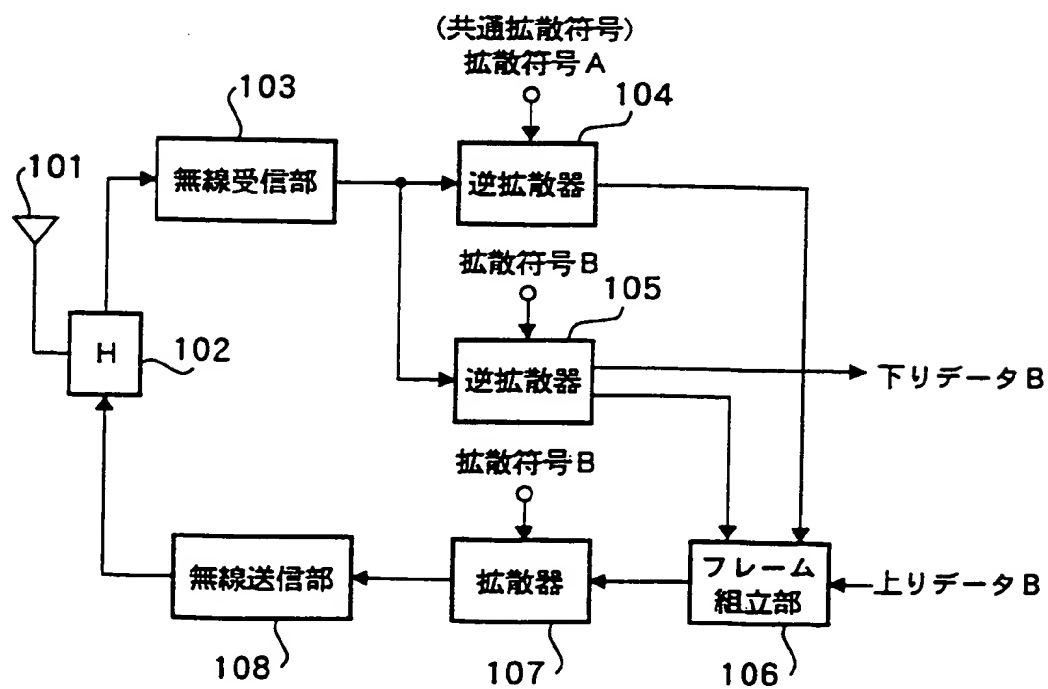 (共通拡散符号)
拡散符号A
103
104
101
無線受信部
逆拡散器
拡散符号B
105
H
102
逆拡散器
下りデータB
拡散符号B
無線送信部
拡散器
フレーム
組立部
上りデータB
108
107
106